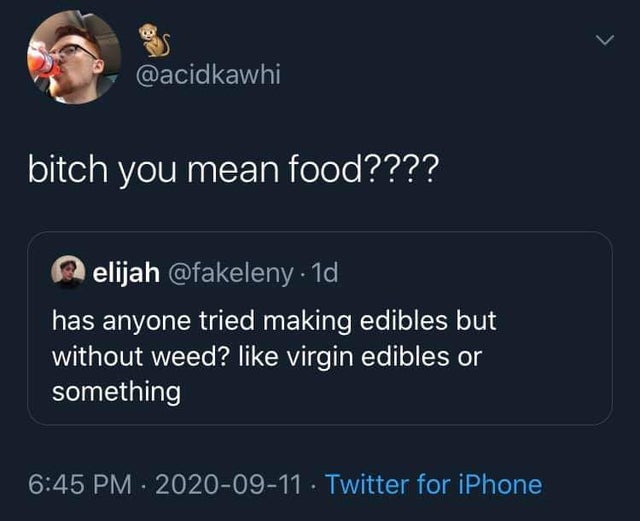 🐒
@acidkawhi
bitch you mean food????
elijah @fakeleny · 1d
has anyone tried making edibles but
without weed? like virgin edibles or
something
6:45 PM · 2020-09-11 · Twitter for iPhone